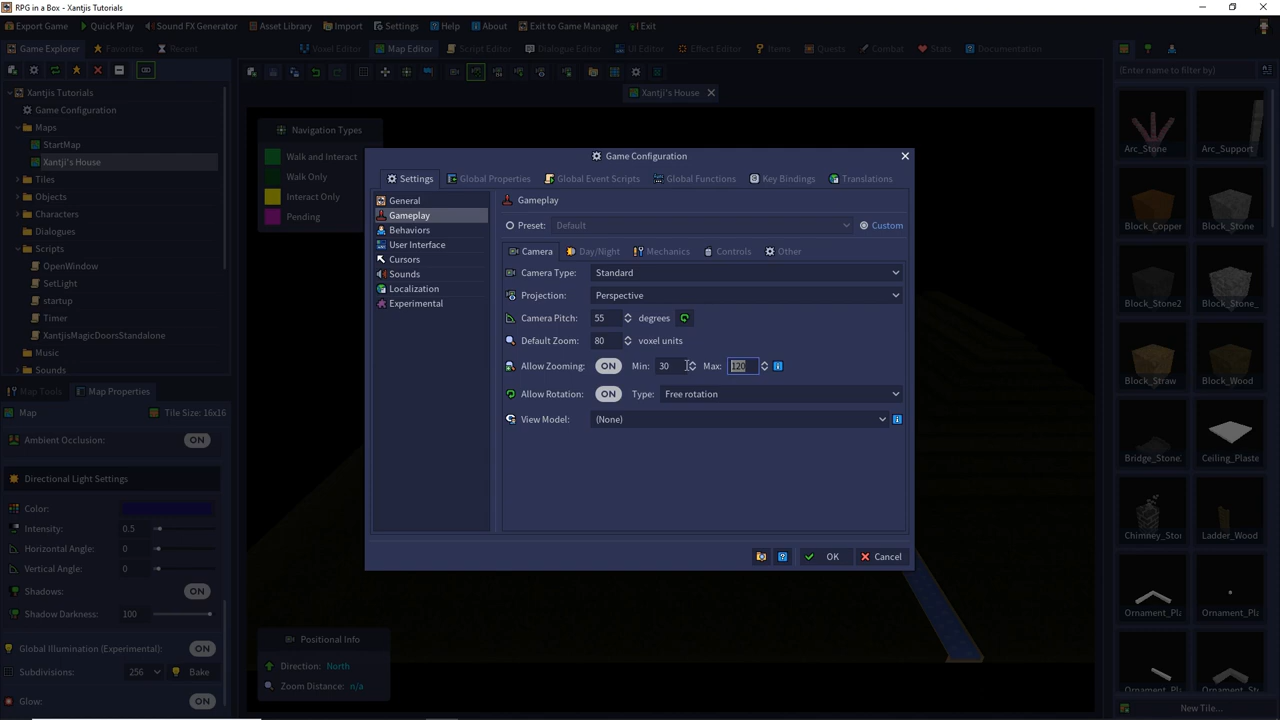 RPG in a Box - Xantjis Tutorials
Export Game Quick Play Sound FX Generator Asset Library Import Settings Help About Exit to Game Manager Exit
Game Explorer Favorites Recent Voxel Editor Map Editor Script Editor Dialogue Editor UI Editor Effect Editor Items Quests Combat Stats Documentation
(Enter name to filter by)
Xantji's House
Xantjis Tutorials
Game Configuration
Maps
StartMap
Xantji's House
Tiles
Objects
Characters
Dialogues
Scripts
OpenWindow
SetLight
startup
Timer
XantjisMagicDoorsStandalone
Music
Sounds
Map Tools Map Properties
Map Tile Size: 16x16
Ambient Occlusion: ON
Directional Light Settings
Color:
Intensity: 0.5
Horizontal Angle: 0
Vertical Angle: 0
Shadows: ON
Shadow Darkness: 100
Global Illumination (Experimental): ON
Subdivisions: 256 Bake
Glow: ON
Navigation Types
Walk and Interact
Walk Only
Interact Only
Pending
Game Configuration
Settings Global Properties Global Event Scripts Global Functions Key Bindings Translations
General
Gameplay
Behaviors
User Interface
Cursors
Sounds
Localization
Experimental
Gameplay
Preset: Default Custom
Camera Day/Night Mechanics Controls Other
Camera Type: Standard
Projection: Perspective
Camera Pitch: 55 degrees
Default Zoom: 80 voxel units
Allow Zooming: ON Min: 30 Max: 120
Allow Rotation: ON Type: Free rotation
View Model: (None)
OK Cancel
Positional Info
Direction: North
Zoom Distance: n/a
Arc_Stone Arc_Support
Block_Copper Block_Stone
Block_Stone2 Block_Stone_
Block_Straw Block_Wood
Bridge_Stone Ceiling_Plaste
Chimney_Stor Ladder_Wood
Ornament_Pla Ornament_Pla
Ornament_Pla Ornament_Sto
New Tile...